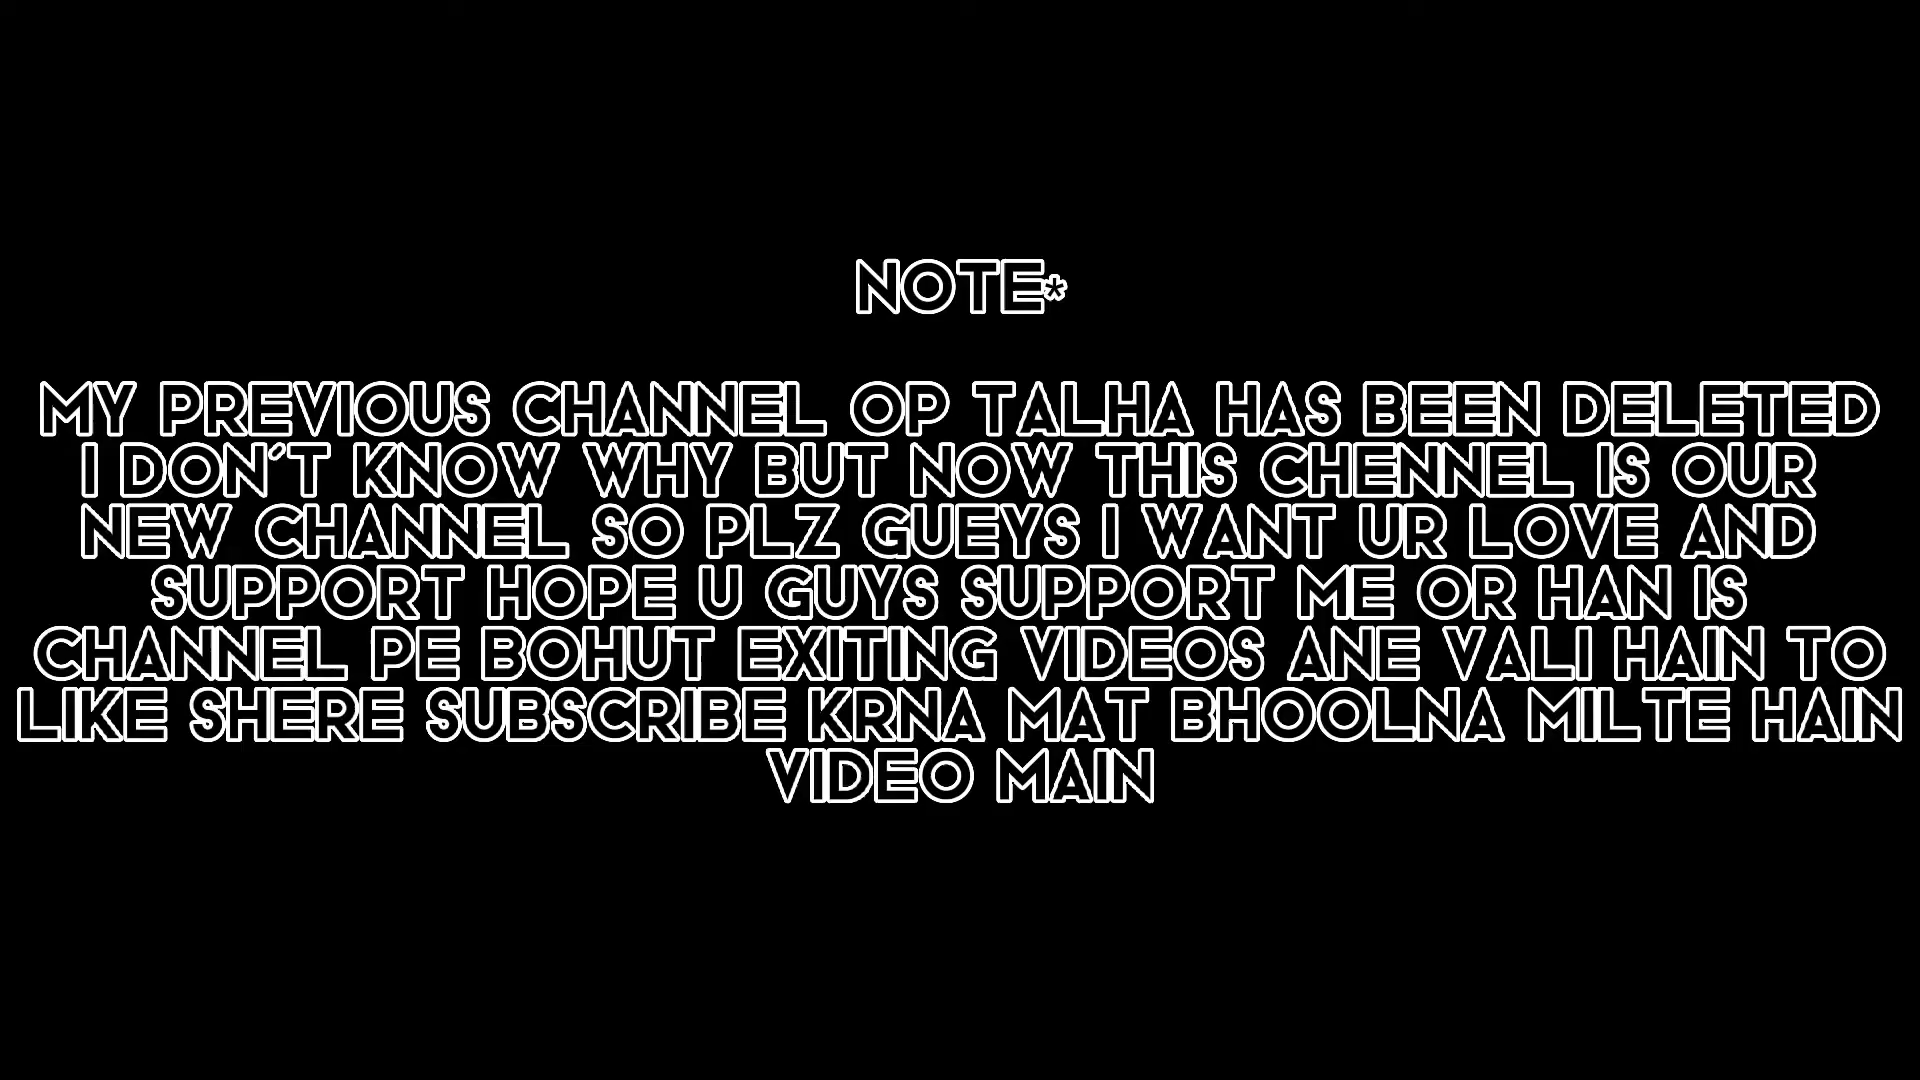 NOTE*
MY PREVIOUS CHANNEL OP TALHA HAS BEEN DELETED
I DON'T KNOW WHY BUT NOW THIS CHENNEL IS OUR
NEW CHANNEL SO PLZ GUEYS I WANT UR LOVE AND
SUPPORT HOPE U GUYS SUPPORT ME OR HAN IS
CHANNEL PE BOHUT EXITING VIDEOS ANE VALI HAIN TO
LIKE SHERE SUBSCRIBE KRNA MAT BHOOLNA MILTE HAIN
VIDEO MAIN